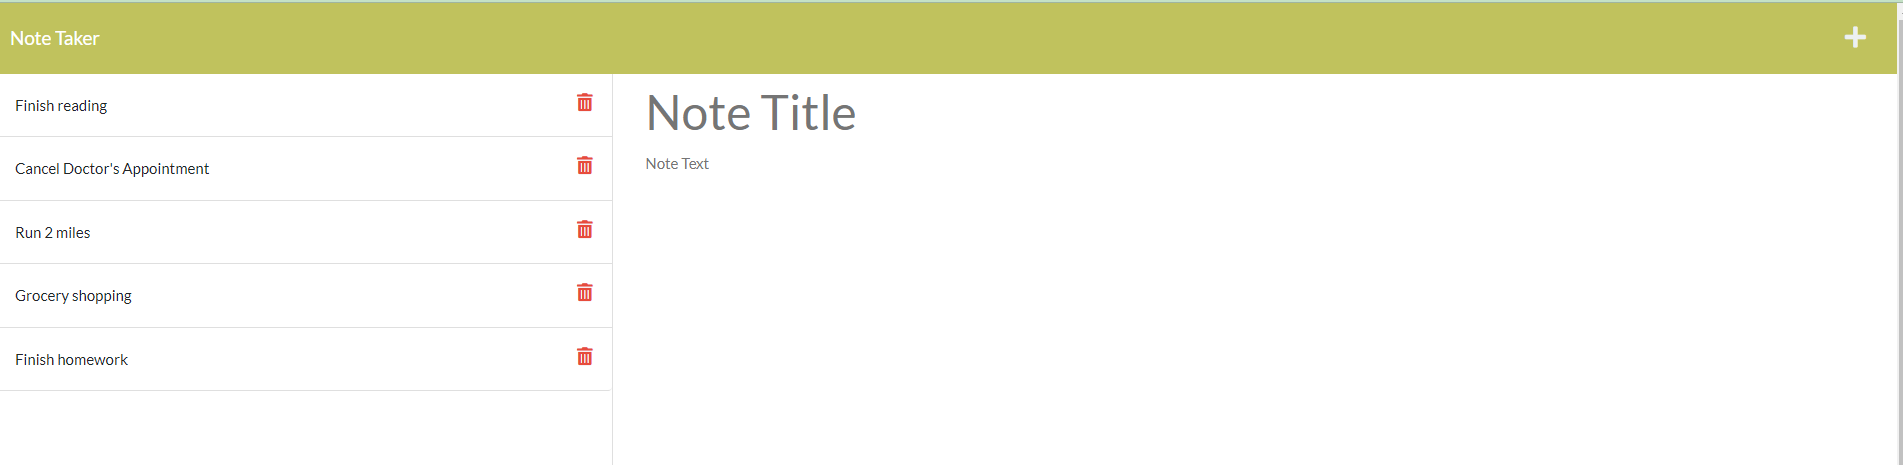 Note Taker
Finish reading
Cancel Doctor's Appointment
Run 2 miles
Grocery shopping
Finish homework
Note Title
Note Text